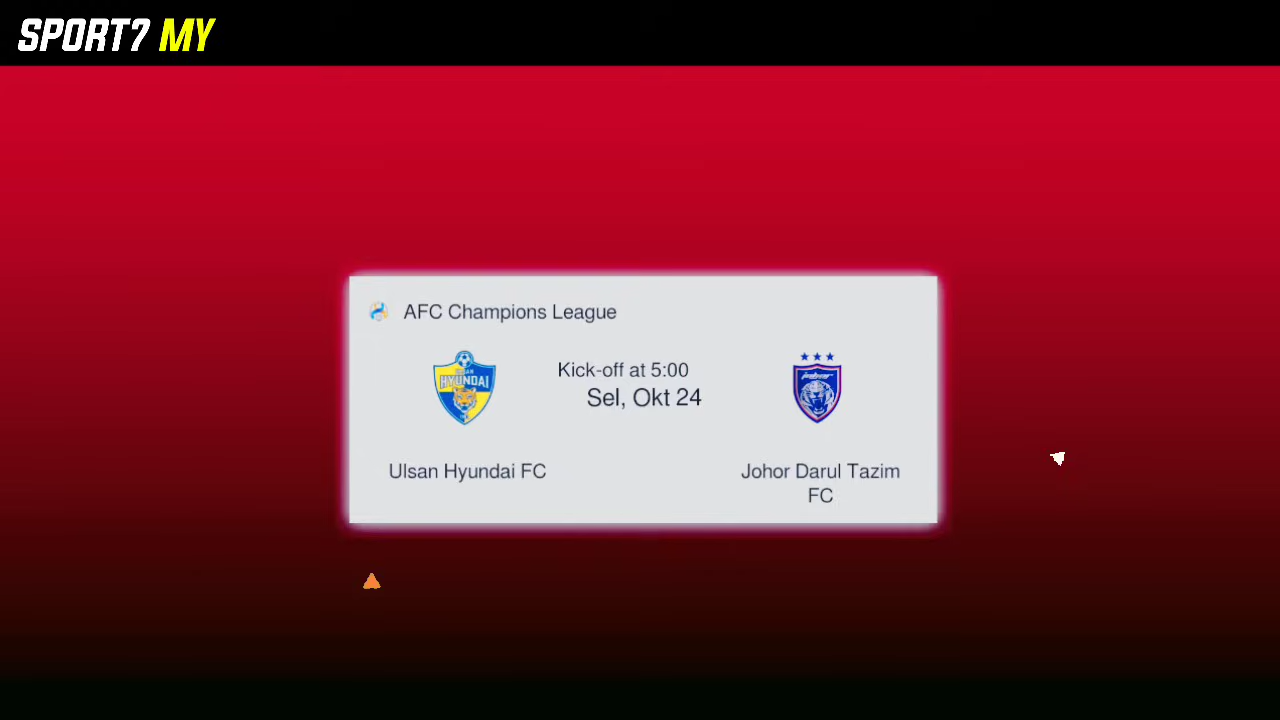 SPORT7 MY
AFC Champions League
HYUNDAI
Kick-off at 5:00
Sel, Okt 24
Ulsan Hyundai FC
Johor Darul Tazim
FC